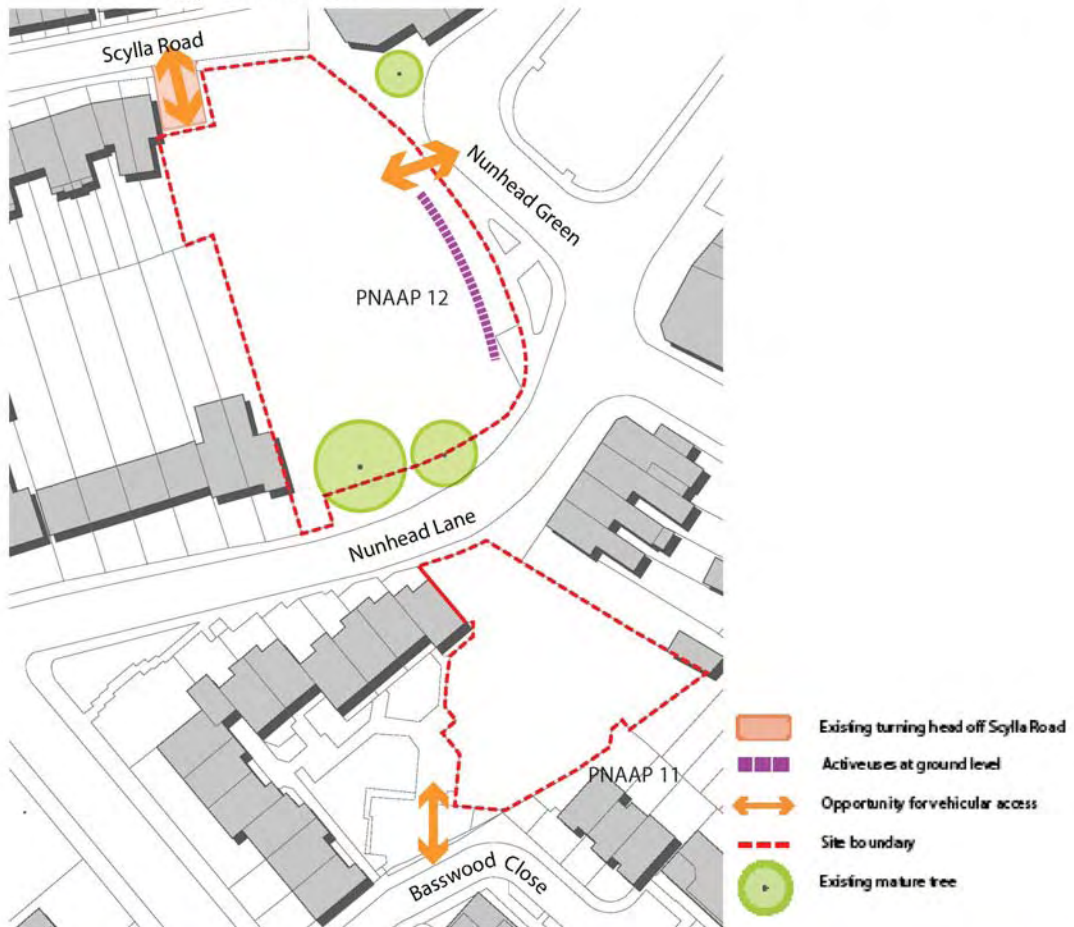 Scylla Road
Nunhead Green
PNAAP 12
Nunhead Lane
PNAAP 11
Basswood Close
Existing turning head off Scylla Road
Active uses at ground level
Opportunity for vehicular access
Site boundary
Existing mature tree